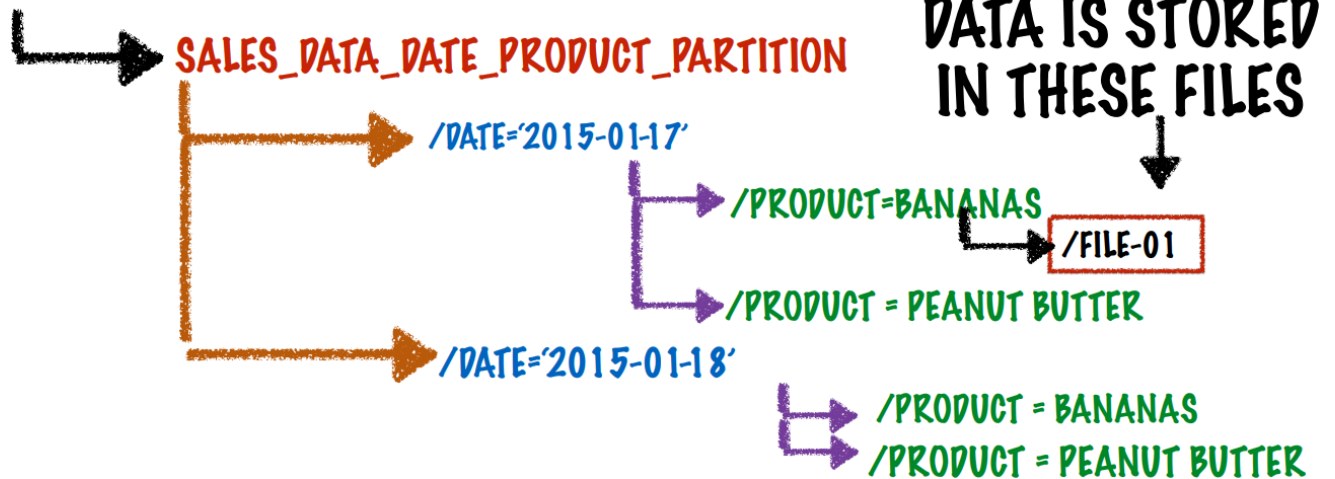 DATA IS STORED
IN THESE FILES
SALES_DATA_DATE_PRODUCT_PARTITION
/DATE=‘2015-01-17’
/PRODUCT=BANANAS
/FILE-01
/PRODUCT = PEANUT BUTTER
/DATE=‘2015-01-18’
/PRODUCT = BANANAS
/PRODUCT = PEANUT BUTTER